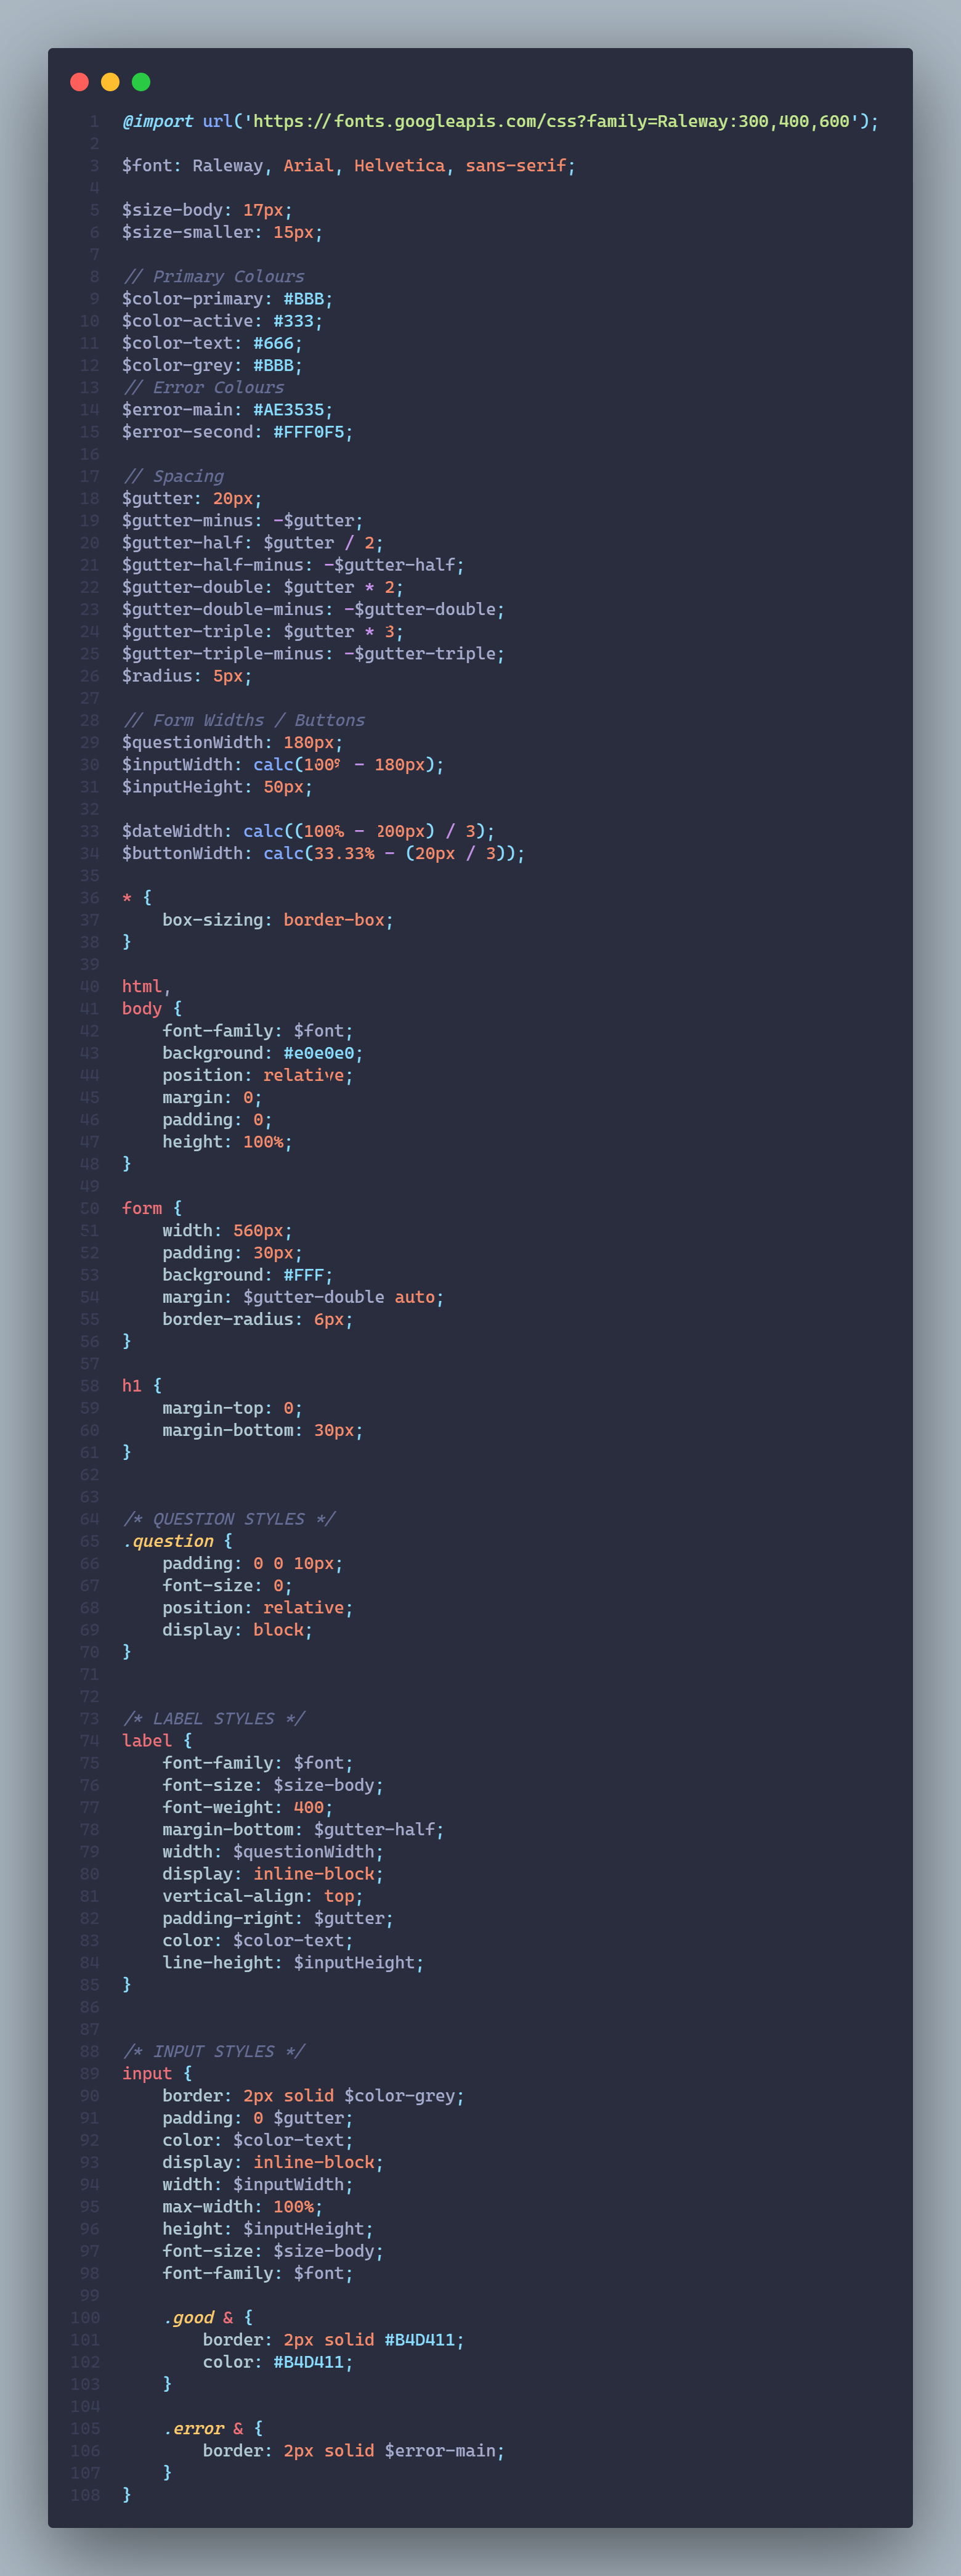 1 @import url('https://fonts.googleapis.com/css?family=Raleway:300,400,600');
2
3 $font: Raleway, Arial, Helvetica, sans-serif;
4
5 $size-body: 17px;
6 $size-smaller: 15px;
7
8 // Primary Colours
9 $color-primary: #BBB;
10 $color-active: #333;
11 $color-text: #666;
12 $color-grey: #BBB;
13 // Error Colours
14 $error-main: #AE3535;
15 $error-second: #FFF0F5;
16
17 // Spacing
18 $gutter: 20px;
19 $gutter-minus: -$gutter;
20 $gutter-half: $gutter / 2;
21 $gutter-half-minus: -$gutter-half;
22 $gutter-double: $gutter * 2;
23 $gutter-double-minus: -$gutter-double;
24 $gutter-triple: $gutter * 3;
25 $gutter-triple-minus: -$gutter-triple;
26 $radius: 5px;
27
28 // Form Widths / Buttons
29 $questionWidth: 180px;
30 $inputWidth: calc(100% - 180px);
31 $inputHeight: 50px;
32
33 $dateWidth: calc((100% - 200px) / 3);
34 $buttonWidth: calc(33.33% - (20px / 3));
35
36 * {
37     box-sizing: border-box;
38 }
39
40 html,
41 body {
42     font-family: $font;
43     background: #e0e0e0;
44     position: relative;
45     margin: 0;
46     padding: 0;
47     height: 100%;
48 }
49
50 form {
51     width: 560px;
52     padding: 30px;
53     background: #FFF;
54     margin: $gutter-double auto;
55     border-radius: 6px;
56 }
57
58 h1 {
59     margin-top: 0;
60     margin-bottom: 30px;
61 }
62
63
64 /* QUESTION STYLES */
65 .question {
66     padding: 0 0 10px;
67     font-size: 0;
68     position: relative;
69     display: block;
70 }
71
72
73 /* LABEL STYLES */
74 label {
75     font-family: $font;
76     font-size: $size-body;
77     font-weight: 400;
78     margin-bottom: $gutter-half;
79     width: $questionWidth;
80     display: inline-block;
81     vertical-align: top;
82     padding-right: $gutter;
83     color: $color-text;
84     line-height: $inputHeight;
85 }
86
87
88 /* INPUT STYLES */
89 input {
90     border: 2px solid $color-grey;
91     padding: 0 $gutter;
92     color: $color-text;
93     display: inline-block;
94     width: $inputWidth;
95     max-width: 100%;
96     height: $inputHeight;
97     font-size: $size-body;
98     font-family: $font;
99
100     .good & {
101         border: 2px solid #B4D411;
102         color: #B4D411;
103     }
104
105     .error & {
106         border: 2px solid $error-main;
107     }
108 }